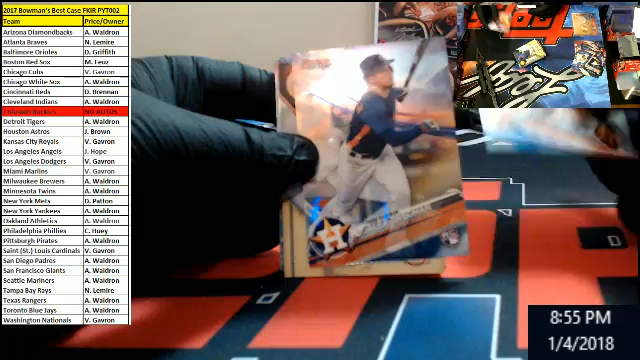 2017 Bowman's Best Case FKIR PYT002
Team Price/Owner
Arizona Diamondbacks A. Waldron
Atlanta Braves N. Lemire
Baltimore Orioles D. Griffith
Boston Red Sox M. Feuz
Chicago Cubs V. Gavron
Chicago White Sox A. Waldron
Cincinnati Reds D. Brennan
Cleveland Indians A. Waldron
Colorado Rockies NO AUTOS
Detroit Tigers A. Waldron
Houston Astros J. Brown
Kansas City Royals V. Gavron
Los Angeles Angels J. Hope
Los Angeles Dodgers V. Gavron
Miami Marlins V. Gavron
Milwaukee Brewers A. Waldron
Minnesota Twins A. Waldron
New York Mets D. Patton
New York Yankees A. Waldron
Oakland Athletics A. Waldron
Philadelphia Phillies C. Huey
Pittsburgh Pirates A. Waldron
Saint (St.) Louis Cardinals V. Gavron
San Diego Padres A. Waldron
San Francisco Giants A. Waldron
Seattle Mariners A. Waldron
Tampa Bay Rays N. Lemire
Texas Rangers A. Waldron
Toronto Blue Jays A. Waldron
Washington Nationals V. Gavron
H
8:55 PM
1/4/2018